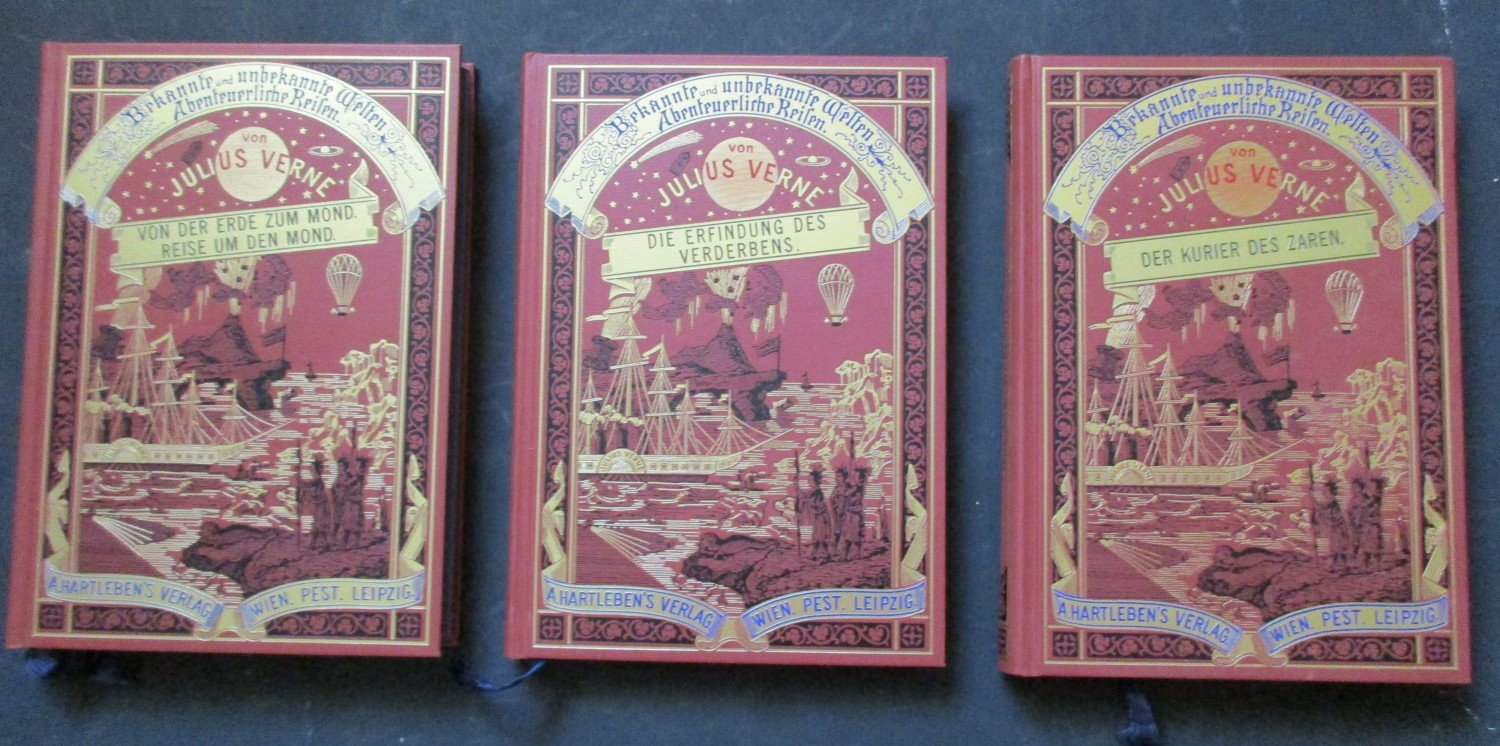 Bekannte und unbekannte Welten
Abenteuerliche Reisen.
von
JULIUS VERNE
VON DER ERDE ZUM MOND.
REISE UM DEN MOND.
A. HARTLEBEN'S VERLAG
WIEN. PEST. LEIPZIG.
Bekannte und unbekannte Welten
Abenteuerliche Reisen.
von
JULIUS VERNE
DIE ERFINDUNG DES
VERDERBENS.
A. HARTLEBEN'S VERLAG
WIEN. PEST. LEIPZIG.
Bekannte und unbekannte Welten
Abenteuerliche Reisen.
von
JULIUS VERNE
DER KURIER DES ZAREN.
A. HARTLEBEN'S VERLAG
WIEN. PEST. LEIPZIG.